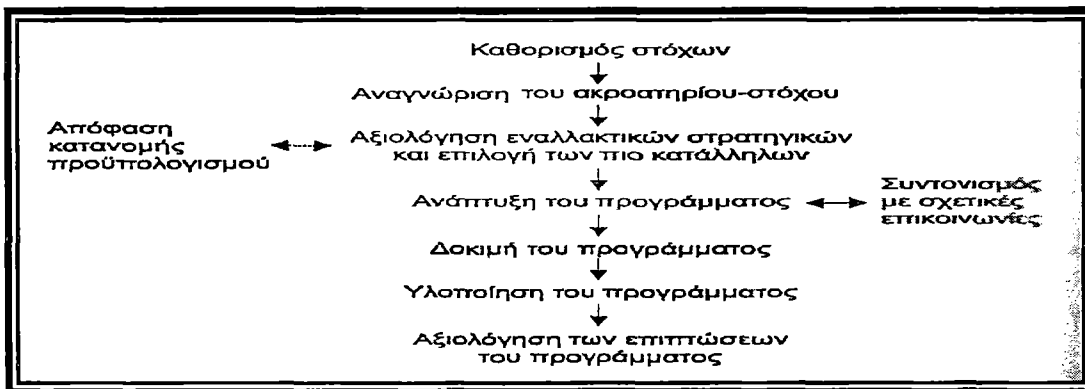 Καθορισμός στόχων
Αναγνώριση του ακροατηρίου-στόχου
Απόφαση
κατανομής
προϋπολογισμού
Αξιολόγηση εναλλακτικών στρατηγικών
και επιλογή των πιο κατάλληλων
Ανάπτυξη του προγράμματος
Συντονισμός
με σχετικές
επικοινωνίες
Δοκιμή του προγράμματος
Υλοποίηση του προγράμματος
Αξιολόγηση των επιπτώσεων
του προγράμματος